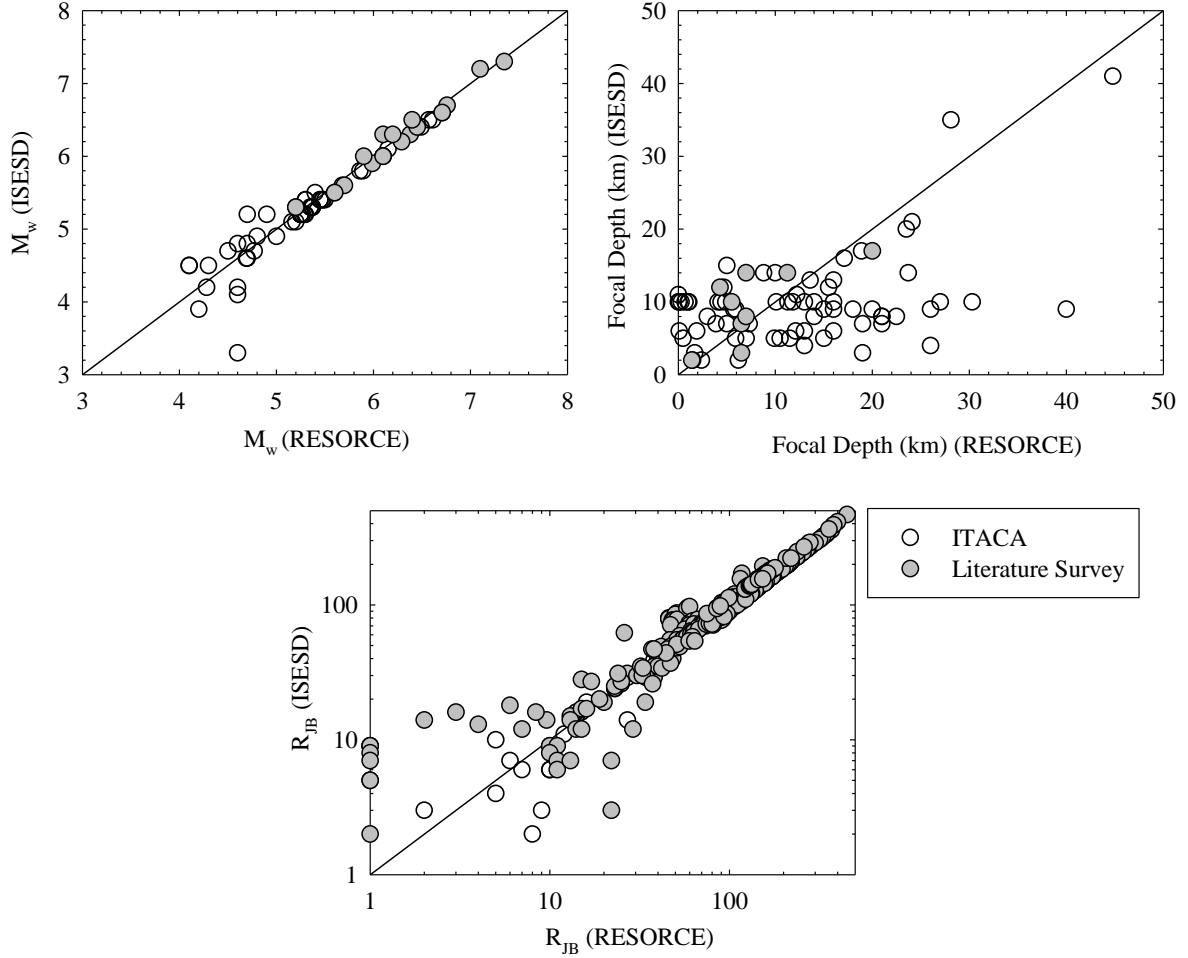 8
7
6
5
4
3
M_w (ISESD)
3 4 5 6 7 8
M_w (RESORCE)
50
40
30
20
10
0
Focal Depth (km) (ISESD)
0 10 20 30 40 50
Focal Depth (km) (RESORCE)
100
10
1
R_JB (ISESD)
1 10 100
R_JB (RESORCE)
ITACA
Literature Survey